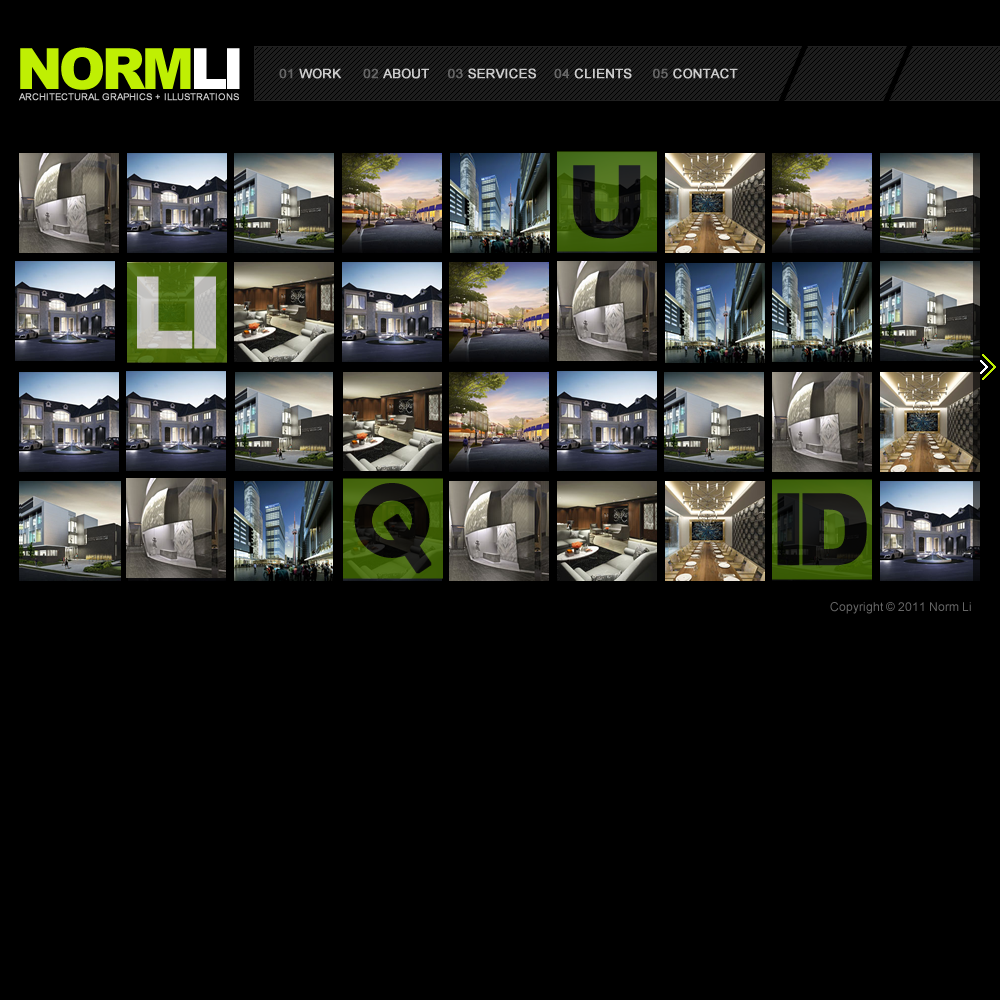 NORMLI
ARCHITECTURAL GRAPHICS + ILLUSTRATIONS
01 WORK 02 ABOUT 03 SERVICES 04 CLIENTS 05 CONTACT
U
LI
Q
ID
Copyright © 2011 Norm Li